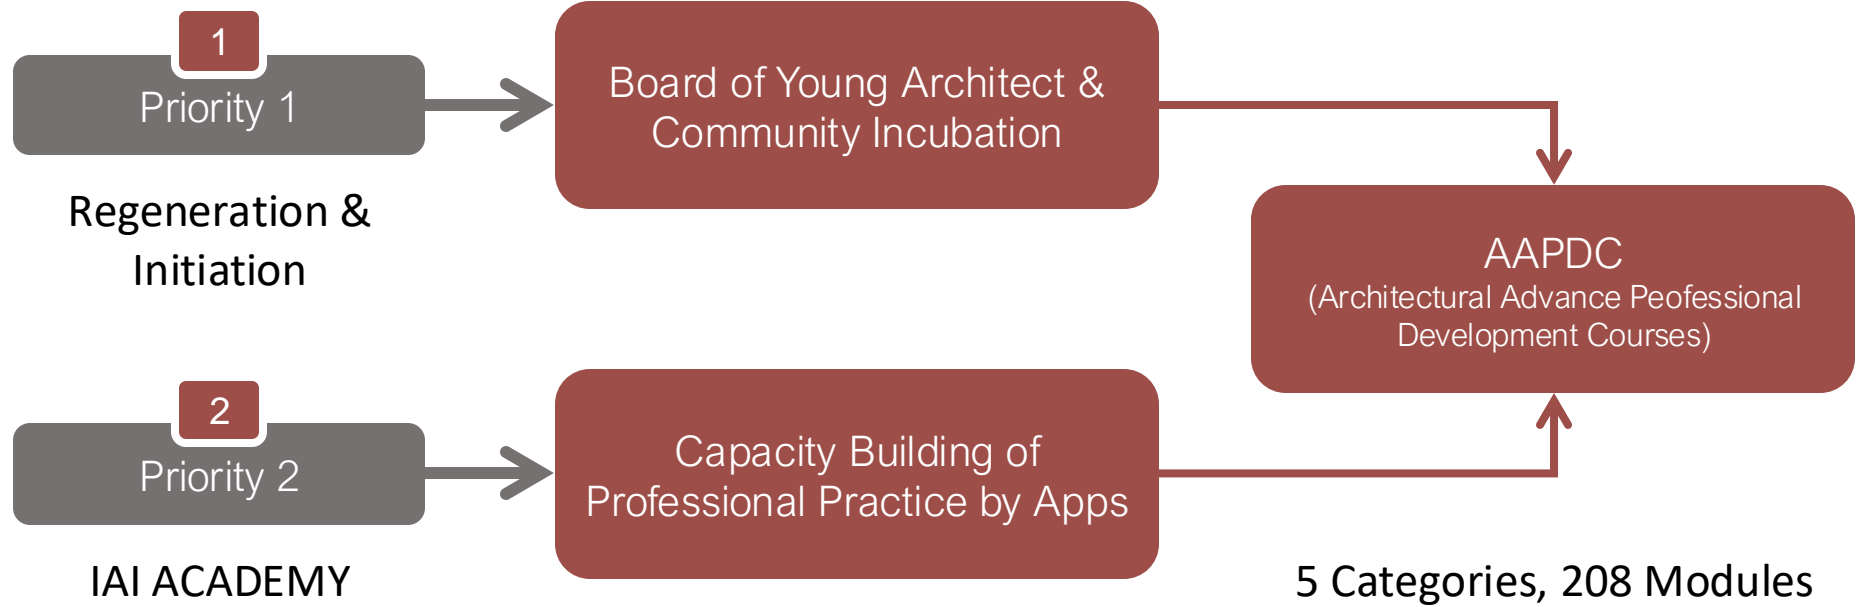 1
Priority 1
Regeneration &
Initiation
Board of Young Architect &
Community Incubation
2
Priority 2
IAI ACADEMY
Capacity Building of
Professional Practice by Apps
AAPDC
(Architectural Advance Peofessional
Development Courses)
5 Categories, 208 Modules